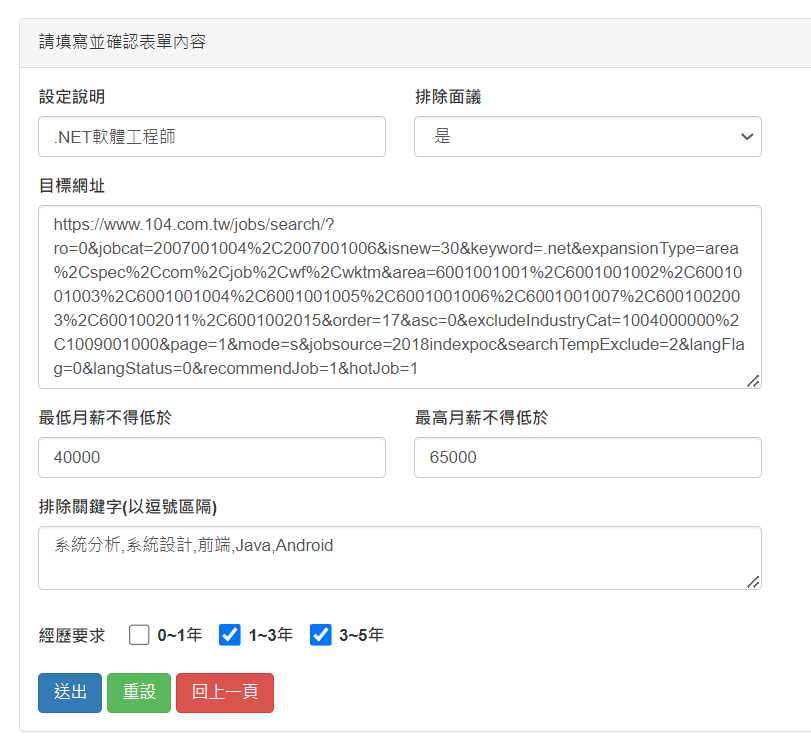 請填寫並確認表單內容
設定說明
排除面議
.NET軟體工程師
是
目標網址
https://www.104.com.tw/jobs/search/?
ro=0&jobcat=2007001004%2C2007001006&isnew=30&keyword=.net&expansionType=area
%2Cspec%2Ccom%2Cjob%2Cwf%2Cwktm&area=6001001001%2C6001001002%2C60010
01003%2C6001001004%2C6001001005%2C6001001006%2C6001001007%2C600100200
3%2C6001002011%2C6001002015&order=17&asc=0&excludeIndustryCat=1004000000%2
C1009001000&page=1&mode=s&jobsource=2018indexpoc&searchTempExclude=2&langFla
g=0&langStatus=0&recommendJob=1&hotJob=1
最低月薪不得低於
最高月薪不得低於
40000
65000
排除關鍵字(以逗號區隔)
系統分析,系統設計,前端,Java,Android
經歷要求 0~1年 1~3年 3~5年
送出 重設 回上一頁